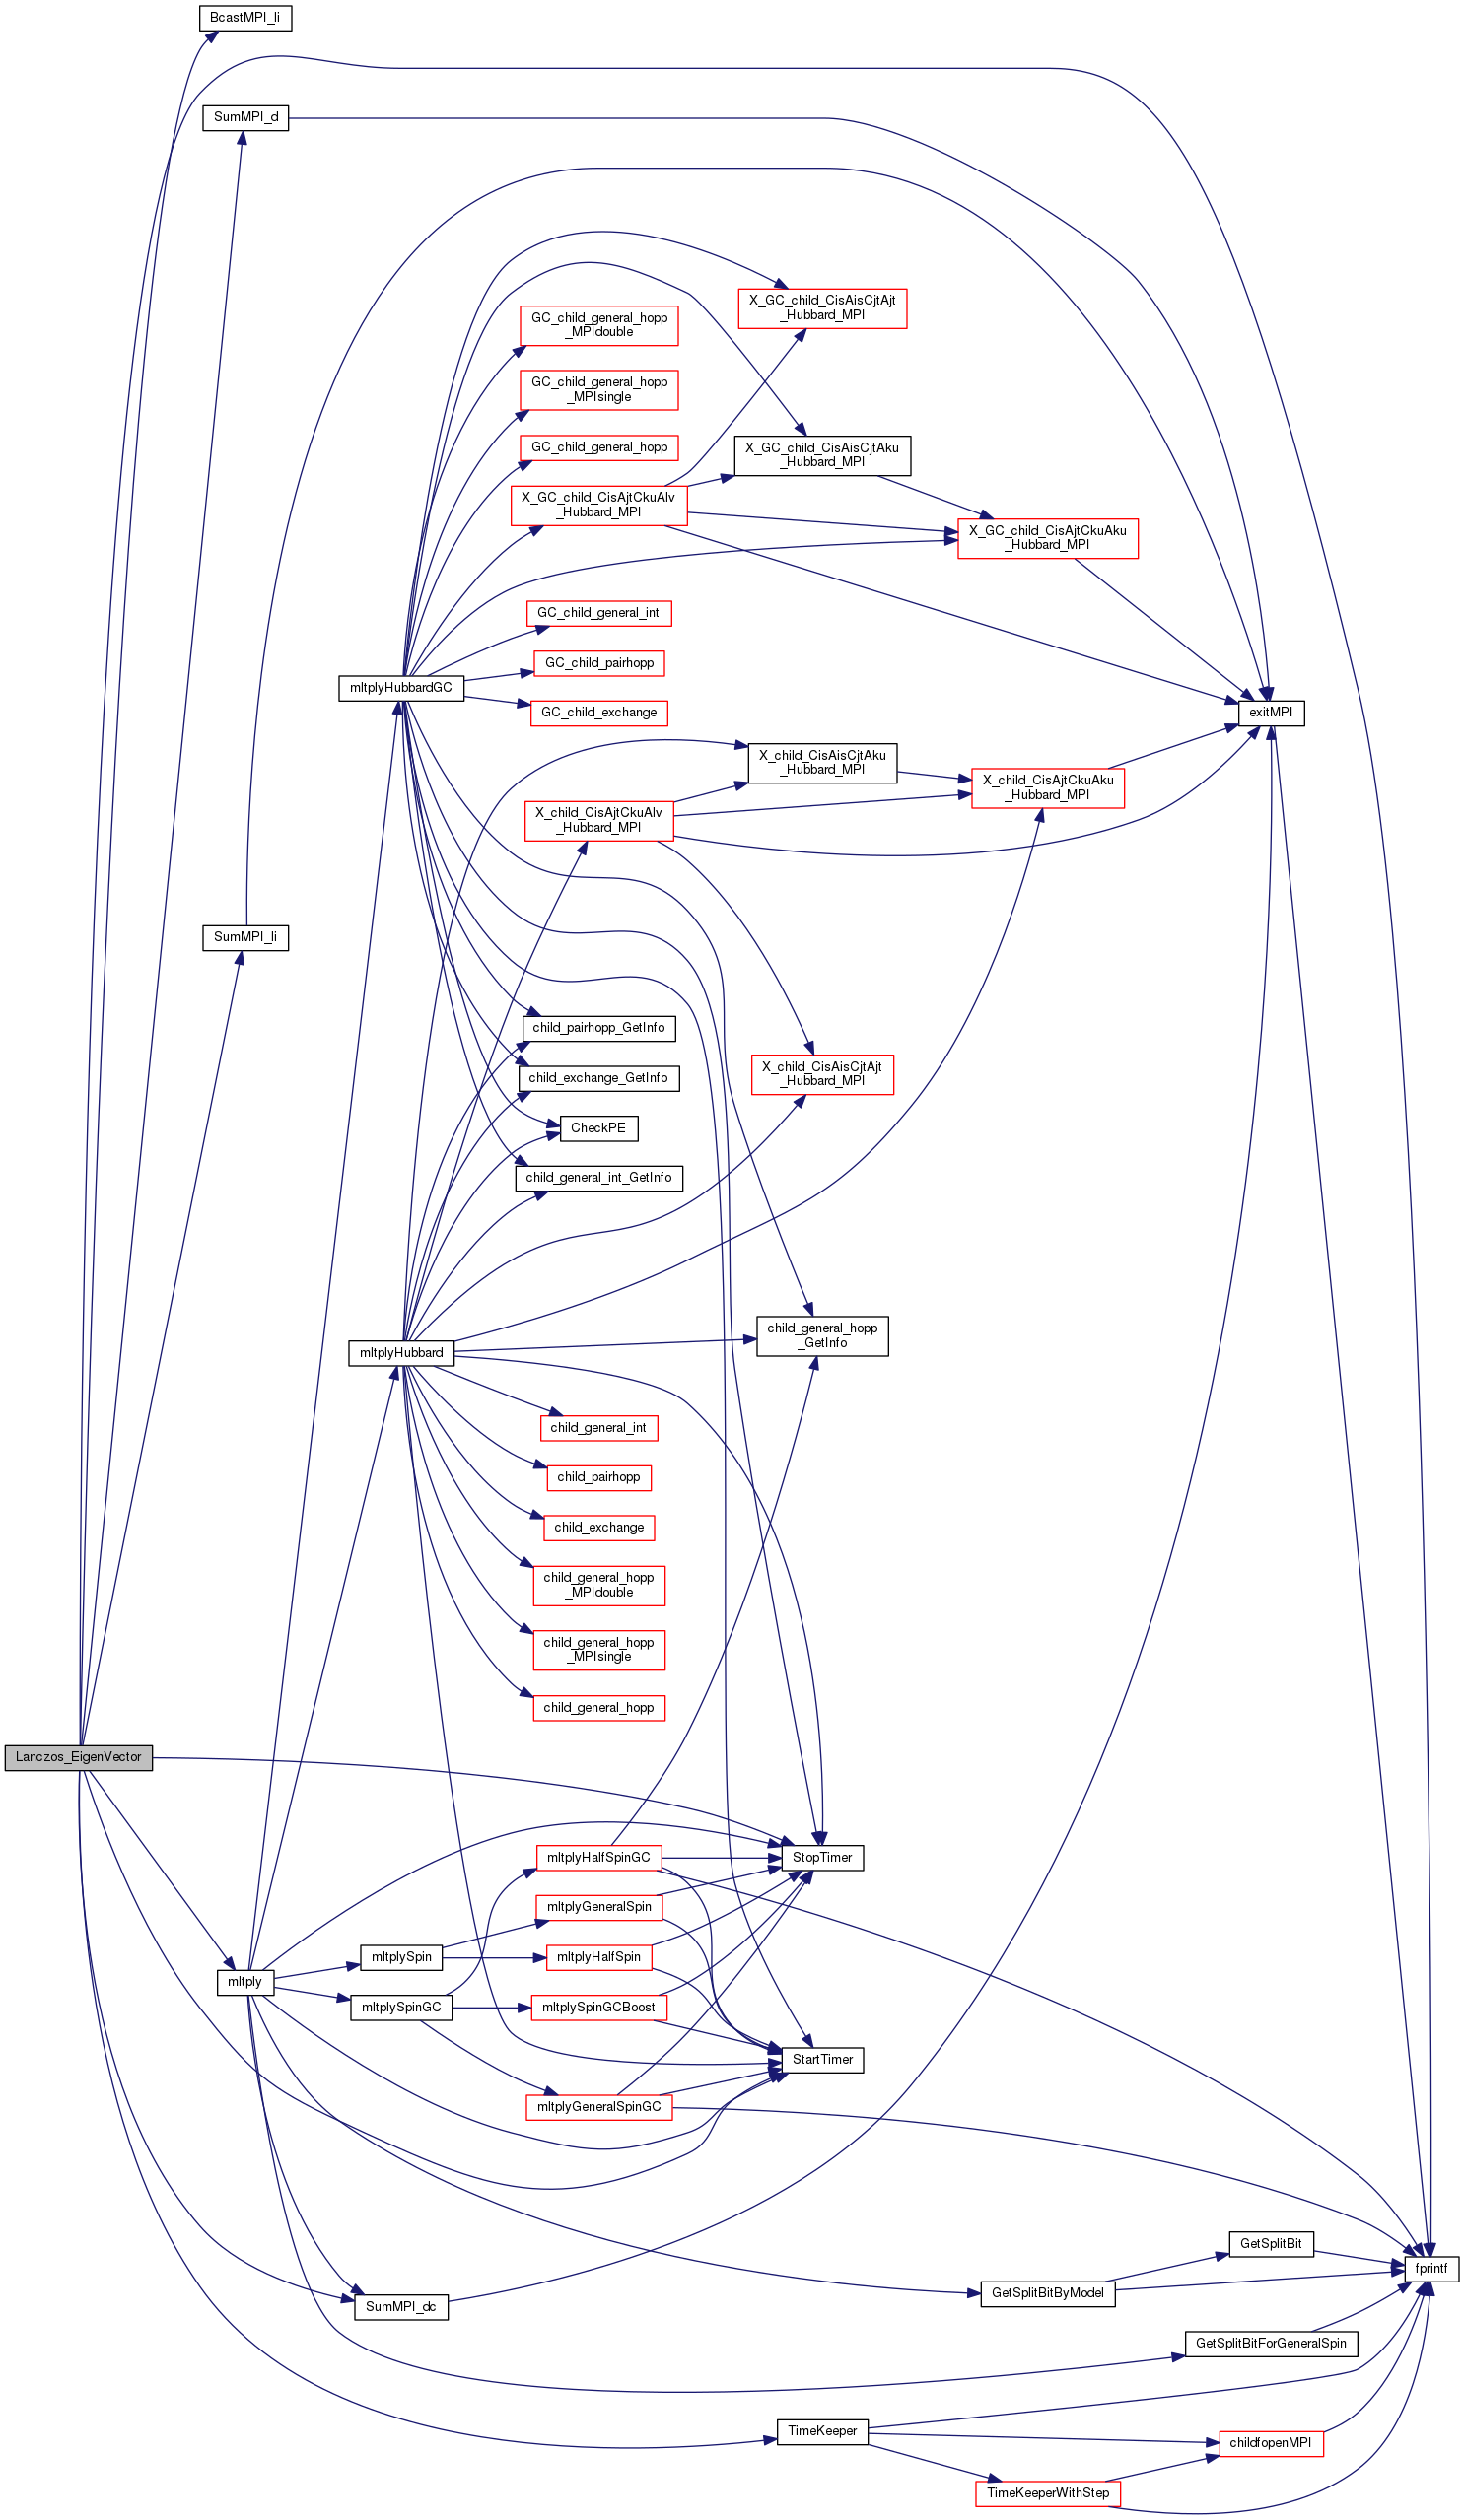 BcastMPI_li
SumMPI_d
X_GC_child_CisAisCjtAjt
_Hubbard_MPI
GC_child_general_hopp
_MPIdouble
GC_child_general_hopp
_MPIsingle
GC_child_general_hopp
X_GC_child_CisAisCjtAku
_Hubbard_MPI
X_GC_child_CisAjtCkuAlv
_Hubbard_MPI
X_GC_child_CisAjtCkuAku
_Hubbard_MPI
GC_child_general_int
GC_child_pairhopp
mltplyHubbardGC
GC_child_exchange
exitMPI
X_child_CisAisCjtAku
_Hubbard_MPI
X_child_CisAjtCkuAku
_Hubbard_MPI
X_child_CisAjtCkuAlv
_Hubbard_MPI
SumMPI_li
child_pairhopp_GetInfo
X_child_CisAisCjtAjt
_Hubbard_MPI
child_exchange_GetInfo
CheckPE
child_general_int_GetInfo
child_general_hopp
_GetInfo
mltplyHubbard
child_general_int
child_pairhopp
child_exchange
child_general_hopp
_MPIdouble
child_general_hopp
_MPIsingle
child_general_hopp
Lanczos_EigenVector
mltplyHalfSpinGC
StopTimer
mltplyGeneralSpin
mltplySpin
mltplyHalfSpin
mltply
mltplySpinGC
mltplySpinGCBoost
StartTimer
mltplyGeneralSpinGC
GetSplitBit
fprintf
GetSplitBitByModel
SumMPI_dc
GetSplitBitForGeneralSpin
TimeKeeper
childfopenMPI
TimeKeeperWithStep